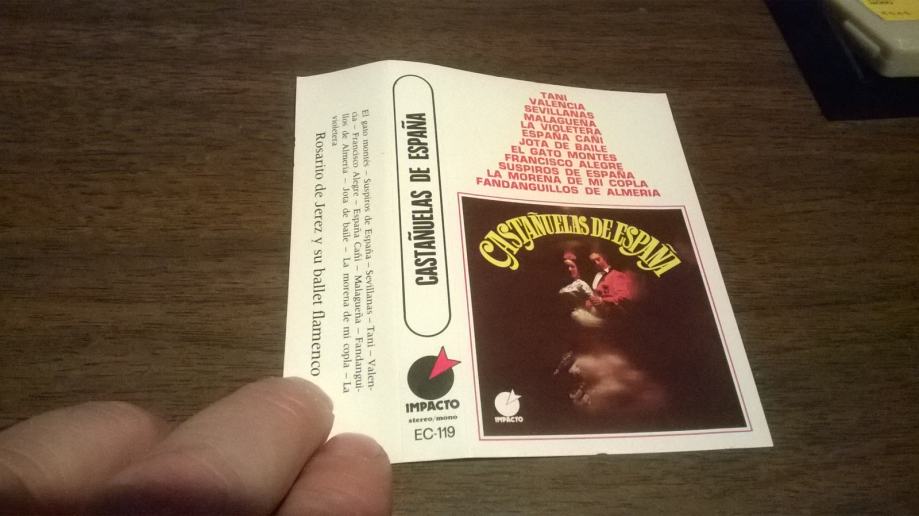 TANI
VALENCIA
SEVILLANAS
MALAGUEÑA
LA VIOLETERA
ESPAÑA CAÑI
JOTA DE BAILE
EL GATO MONTES
FRANCISCO ALEGRE
SUSPIROS DE ESPAÑA
LA MORENA DE MI COPLA
FANDANGUILLOS DE ALMERIA
CASTAÑUELAS DE ESPAÑA
IMPACTO
CASTAÑUELAS DE ESPAÑA
IMPACTO
stereo/mono
EC-119
El gato montés – Suspiros de España – Sevillanas – Tani – Valen-
cia – Francisco Alegre – España Cañí – Malagueña – Fandangui-
llos de Almería – Jota de baile – La morena de mi copla – La
violetera
Rosarito de Jerez y su ballet flamenco